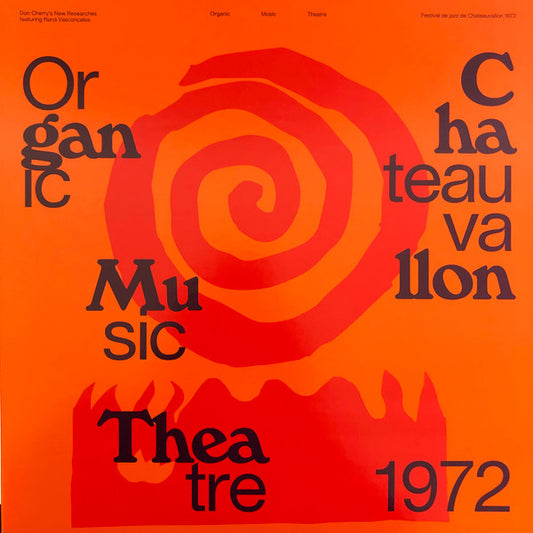 Don Cherry's New Researches
featuring Naná Vasconcelos
Organic Music Theatre
Festival de jazz de Chateauvallon 1972
Or
gan
ic
Mu
sic
Thea
tre
C
ha
teau
va
llon
1972